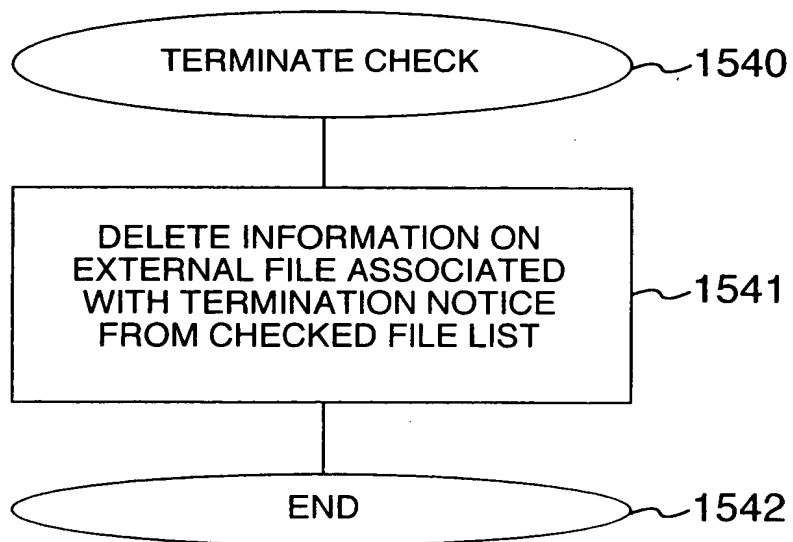 TERMINATE CHECK
1540
DELETE INFORMATION ON
EXTERNAL FILE ASSOCIATED
WITH TERMINATION NOTICE
FROM CHECKED FILE LIST
1541
END
1542